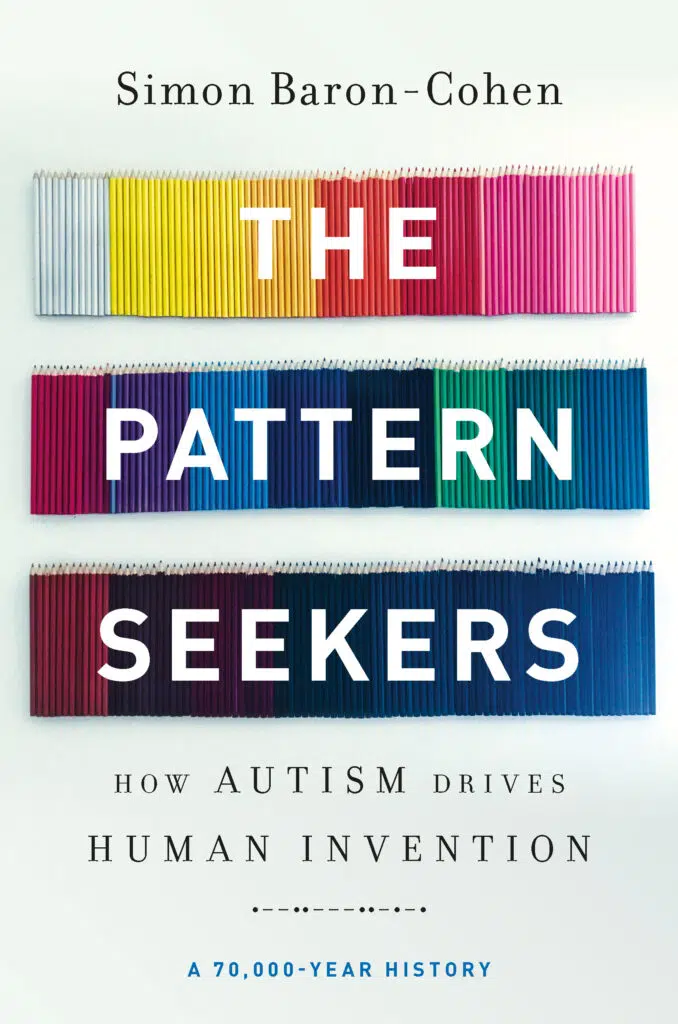 Simon Baron-Cohen
THE
PATTERN
SEEKERS
HOW AUTISM DRIVES
HUMAN INVENTION
A 70,000-YEAR HISTORY